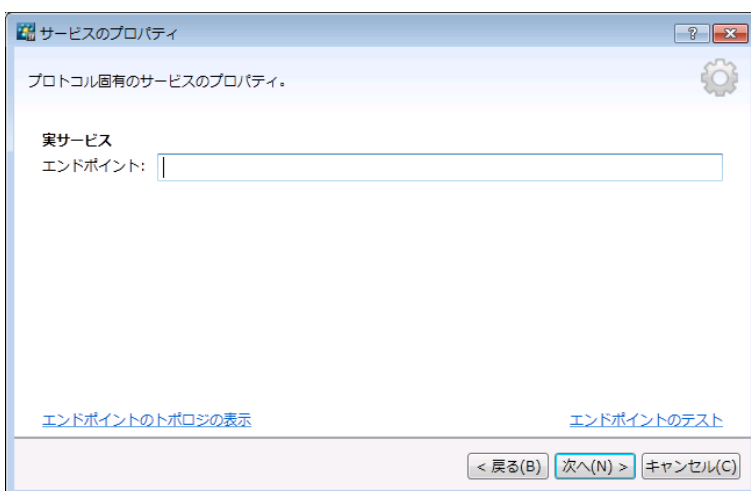 サービスのプロパティ
プロトコル固有のサービスのプロパティ。
実サービス
エンドポイント:
エンドポイントのトポロジの表示 エンドポイントのテスト
< 戻る(B) 次へ(N) > キャンセル(C)